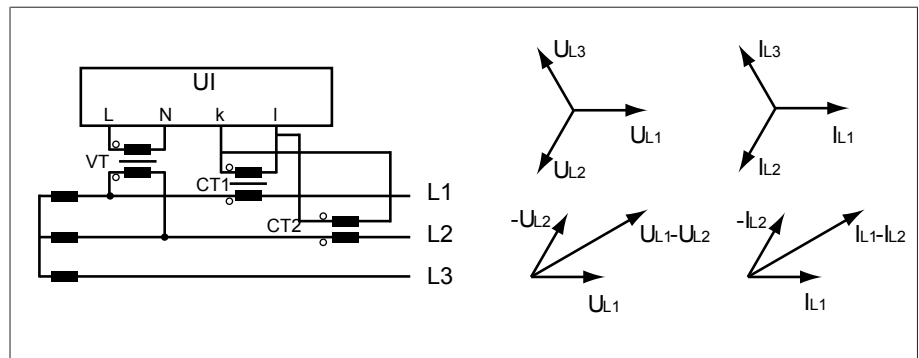 UI
L N k l
VT
CT1
CT2
L1
L2
L3
UL3
UL1
UL2
IL3
IL1
IL2
-UL2
UL1-UL2
UL1
-IL2
IL1-IL2
IL1